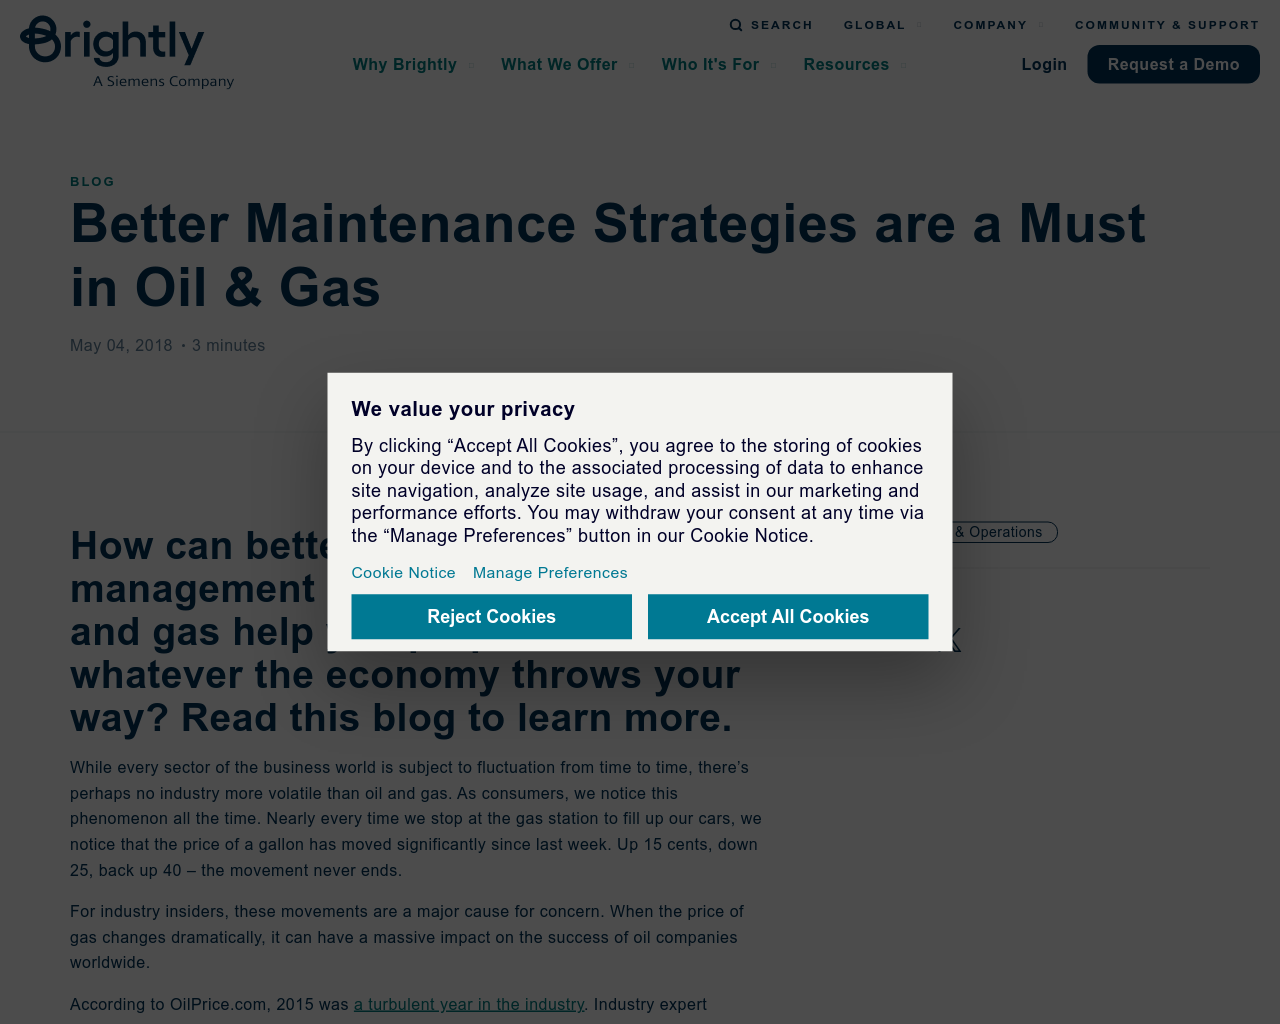 Brightly
A Siemens Company
SEARCH
GLOBAL
COMPANY
COMMUNITY & SUPPORT
Why Brightly
What We Offer
Who It's For
Resources
Login
Request a Demo
BLOG
Better Maintenance Strategies are a Must
in Oil & Gas
May 04, 2018 • 3 minutes
We value your privacy
By clicking “Accept All Cookies”, you agree to the storing of cookies
on your device and to the associated processing of data to enhance
site navigation, analyze site usage, and assist in our marketing and
performance efforts. You may withdraw your consent at any time via
the “Manage Preferences” button in our Cookie Notice.
Cookie Notice
Manage Preferences
Reject Cookies
Accept All Cookies
& Operations
How can
management
and gas help
whatever the economy throws your
way? Read this blog to learn more.
While every sector of the business world is subject to fluctuation from time to time, there’s
perhaps no industry more volatile than oil and gas. As consumers, we notice this
phenomenon all the time. Nearly every time we stop at the gas station to fill up our cars, we
notice that the price of a gallon has moved significantly since last week. Up 15 cents, down
25, back up 40 – the movement never ends.
For industry insiders, these movements are a major cause for concern. When the price of
gas changes dramatically, it can have a massive impact on the success of oil companies
worldwide.
According to OilPrice.com, 2015 was a turbulent year in the industry. Industry expert